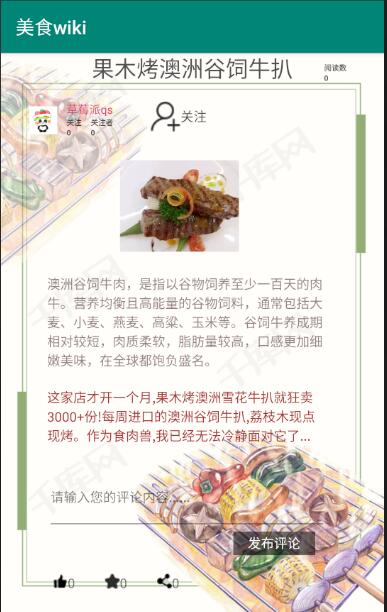 美食wiki
果木烤澳洲谷饲牛扒
阅读数
0
草莓派qs
关注 关注者
0 0
关注
澳洲谷饲牛肉，是指以谷物饲养至少一百天的肉
牛。营养均衡且高能量的谷物饲料，通常包括大
麦、小麦、燕麦、高粱、玉米等。谷饲牛养成期
相对较短，肉质柔软，脂肪量较高，口感更加细
嫩美味，在全球都饱负盛名。
这家店才开一个月,果木烤澳洲雪花牛扒就狂卖
3000+份!每周进口的澳洲谷饲牛扒,荔枝木现点
现烤。作为食肉兽,我已经无法冷静面对它了...
请输入您的评论内容......
发布评论
0 0 0
千库网